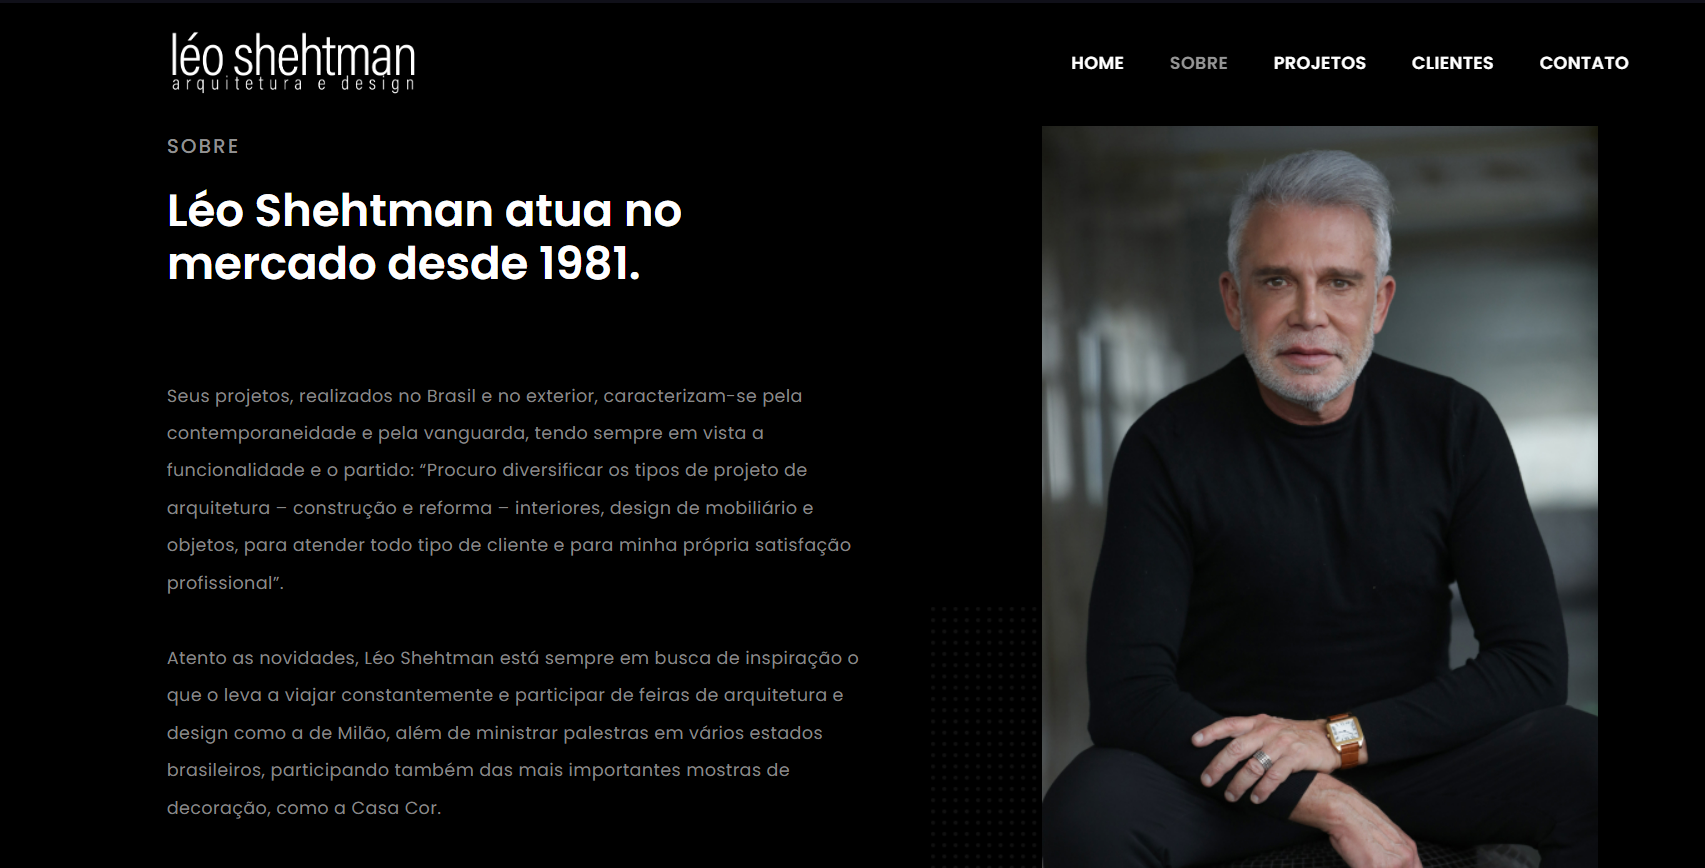 léo shehtman
arquitetura e design
HOME SOBRE PROJETOS CLIENTES CONTATO
SOBRE
Léo Shehtman atua no
mercado desde 1981.
Seus projetos, realizados no Brasil e no exterior, caracterizam-se pela
contemporaneidade e pela vanguarda, tendo sempre em vista a
funcionalidade e o partido: “Procuro diversificar os tipos de projeto de
arquitetura – construção e reforma – interiores, design de mobiliário e
objetos, para atender todo tipo de cliente e para minha própria satisfação
profissional”.
Atento as novidades, Léo Shehtman está sempre em busca de inspiração o
que o leva a viajar constantemente e participar de feiras de arquitetura e
design como a de Milão, além de ministrar palestras em vários estados
brasileiros, participando também das mais importantes mostras de
decoração, como a Casa Cor.